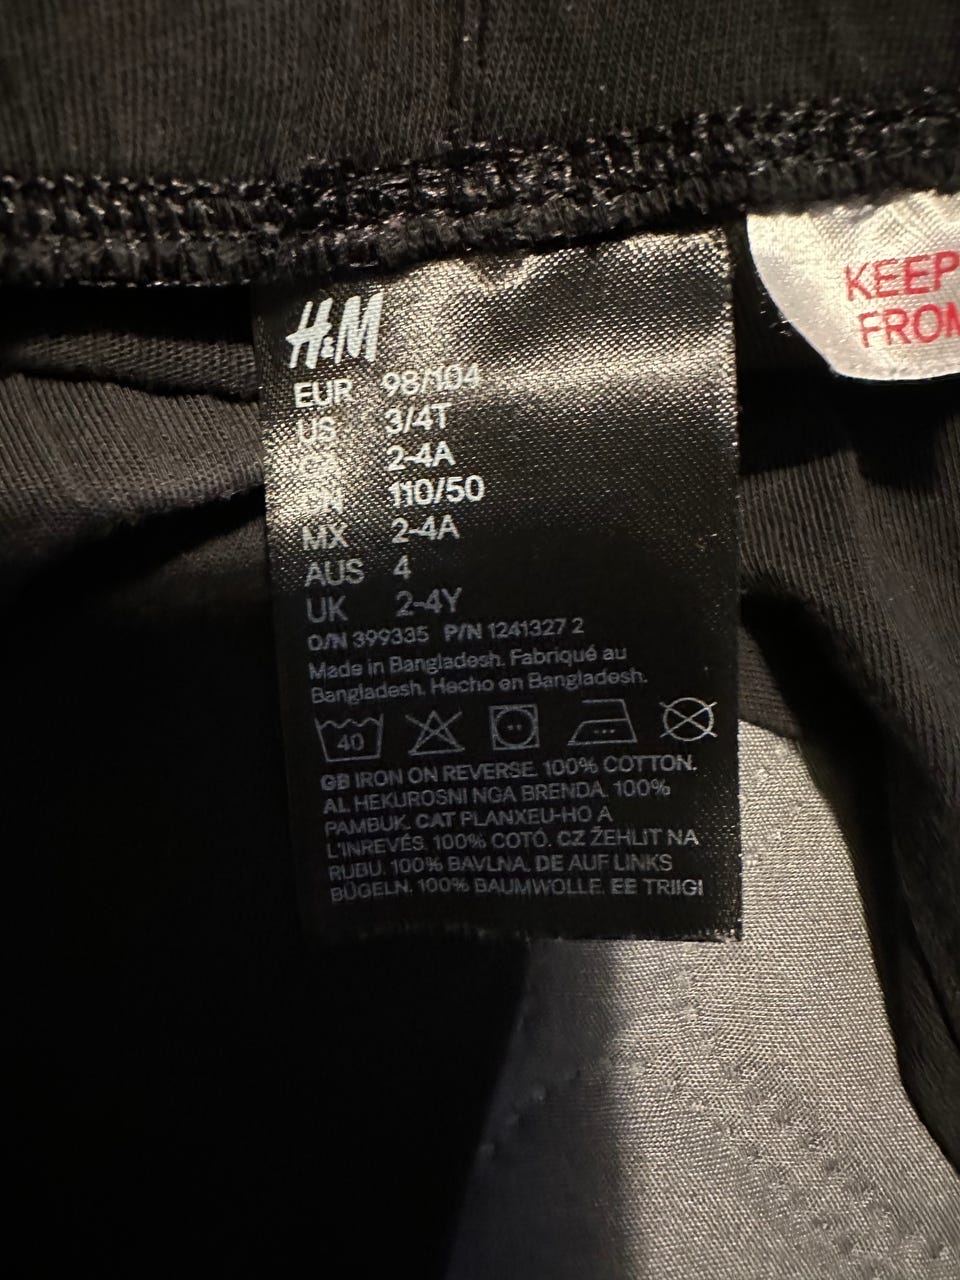 H&M
EUR 98/104
US 3/4T
CA 2-4A
CN 110/50
MX 2-4A
AUS 4
UK 2-4Y
O/N 399335 P/N 1241327 2
Made in Bangladesh. Fabriqué au
Bangladesh. Hecho en Bangladesh.
40
GB IRON ON REVERSE. 100% COTTON.
AL HEKUROSNI NGA BRENDA. 100%
PAMBUK. CAT PLANXEU-HO A
L'INREVÉS. 100% COTÓ. CZ ŽEHLIT NA
RUBU. 100% BAVLNA. DE AUF LINKS
BÜGELN. 100% BAUMWOLLE. EE TRIIGI
KEEP
FROM